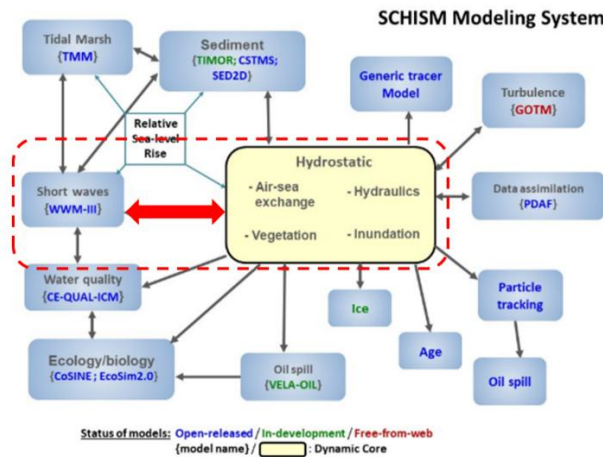 SCHISM Modeling System
Tidal Marsh
{TMM}
Sediment
{TIMOR; CSTMS;
SED2D}
Generic tracer
Model
Turbulence
{GOTM}
Relative
Sea-level
Rise
Hydrostatic
- Air-sea
exchange
- Hydraulics
- Vegetation
- Inundation
Short waves
{WWM-III}
Data assimilation
{PDAF}
Water quality
{CE-QUAL-ICM}
Ice
Particle
tracking
Ecology/biology
{CoSINE; EcoSim2.0}
Oil spill
{VELA-OIL}
Age
Oil spill
Status of models: Open-released / In-development / Free-from-web
{model name} / : Dynamic Core